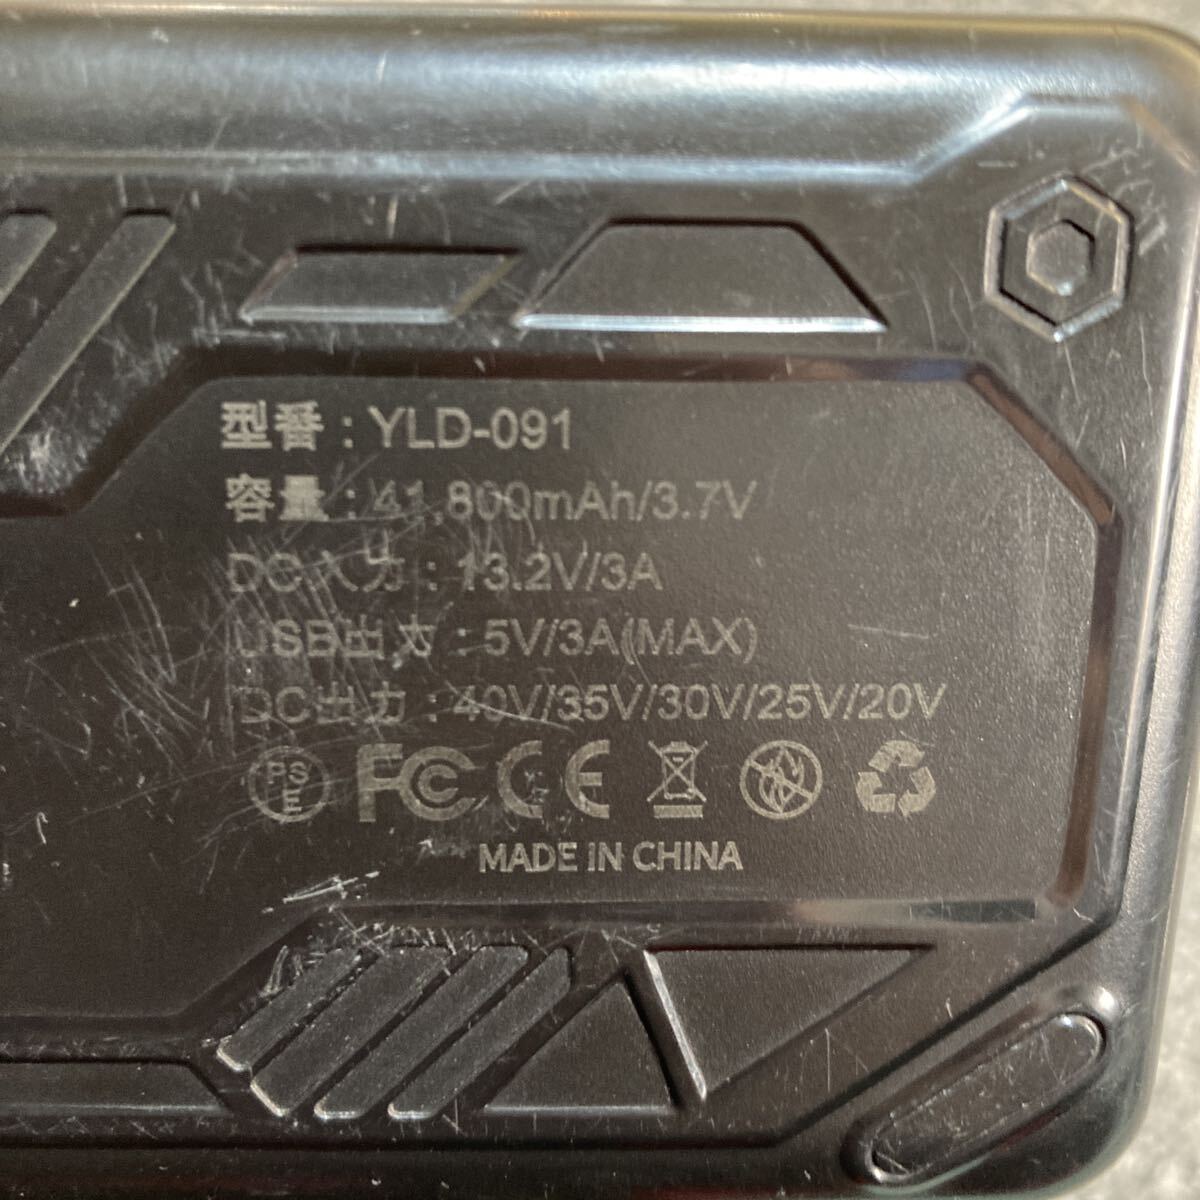 型番：YLD-091
容量：41,800mAh/3.7V
DC入力：13.2V/3A
USB出力：5V/3A(MAX)
DC出力：40V/35V/30V/25V/20V
PSE FC CE
MADE IN CHINA